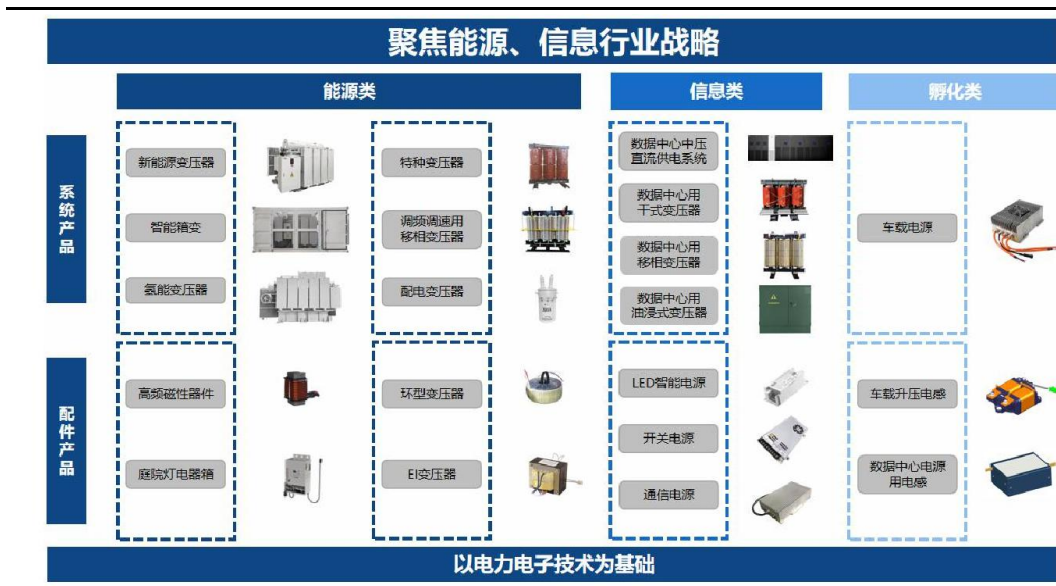 聚焦能源、信息行业战略
能源类
信息类
孵化类
系统产品
新能源变压器
智能箱变
氢能变压器
特种变压器
调频调速用
移相变压器
配电变压器
数据中心中压
直流供电系统
数据中心用
干式变压器
数据中心用
移相变压器
数据中心用
油浸式变压器
车载电源
配件产品
高频磁性器件
庭院灯电器箱
环型变压器
EI变压器
LED智能电源
开关电源
通信电源
车载升压电感
数据中心电源
用电感
以电力电子技术为基础